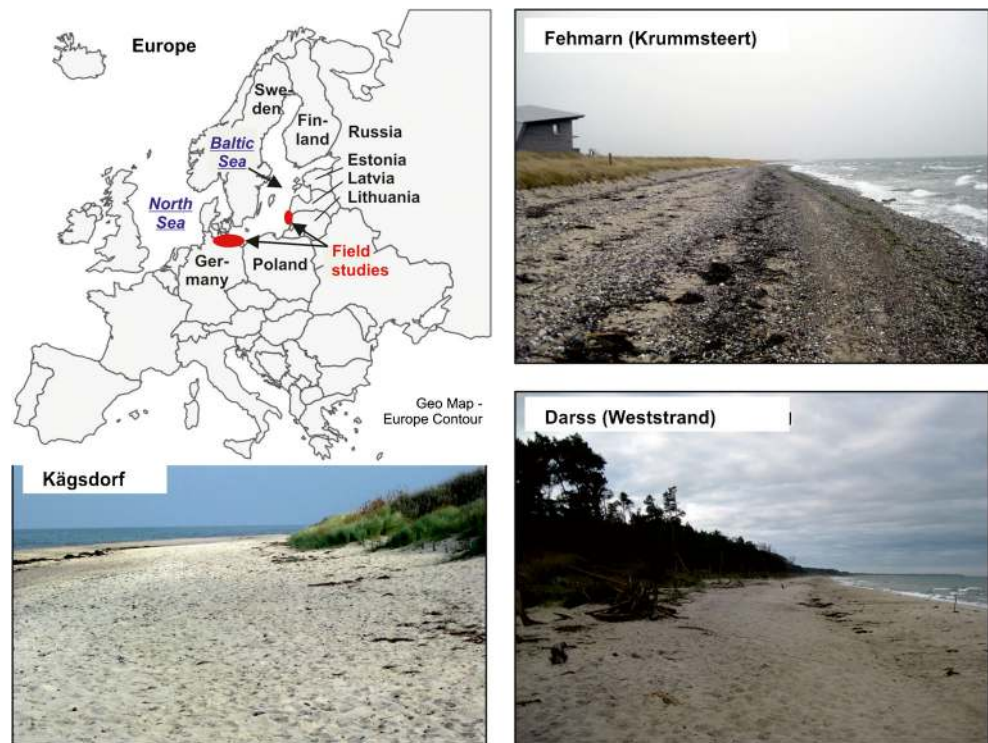 Europe
Swe-
den
Fin-
land
Russia
Baltic
Sea
Estonia
Latvia
Lithuania
North
Sea
Field
studies
Ger-
many
Poland
Geo Map -
Europe Contour
Fehmarn (Krummsteert)
Kägsdorf
Darss (Weststrand)